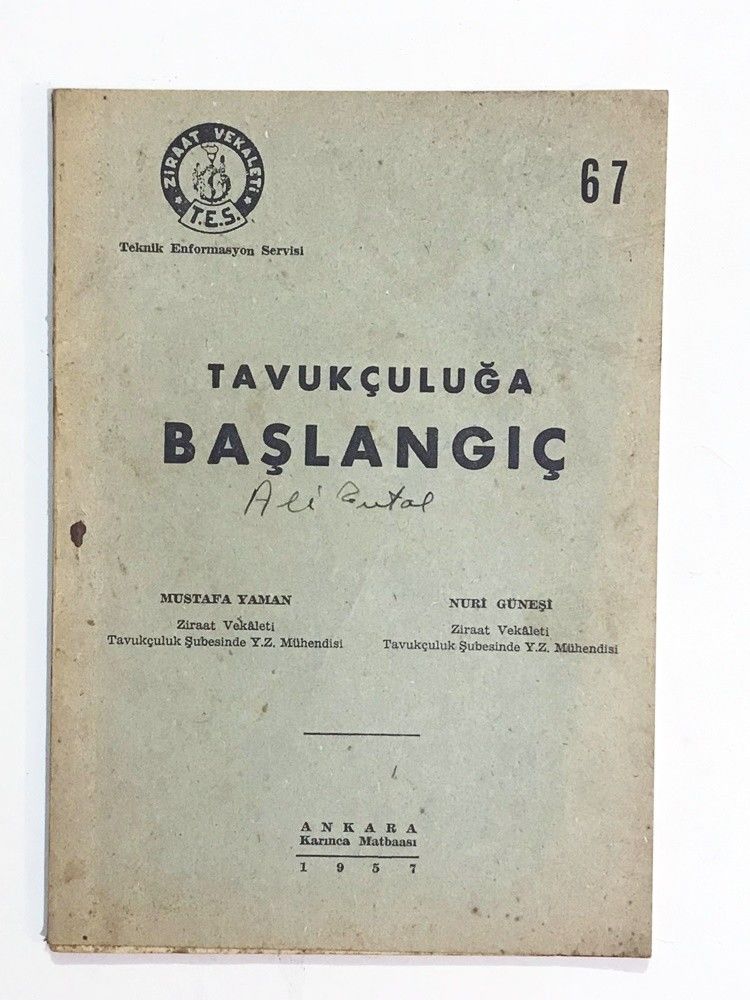 ZİRAAT VEKALETİ
T.E.S.
Teknik Enformasyon Servisi
67
TAVUKÇULUĞA
BAŞLANGIÇ
Ali
MUSTAFA YAMAN
Ziraat Vekâleti
Tavukçuluk Şubesinde Y.Z. Mühendisi
NURİ GÜNEŞİ
Ziraat Vekâleti
Tavukçuluk Şubesinde Y.Z. Mühendisi
ANKARA
Karınca Matbaası
1957